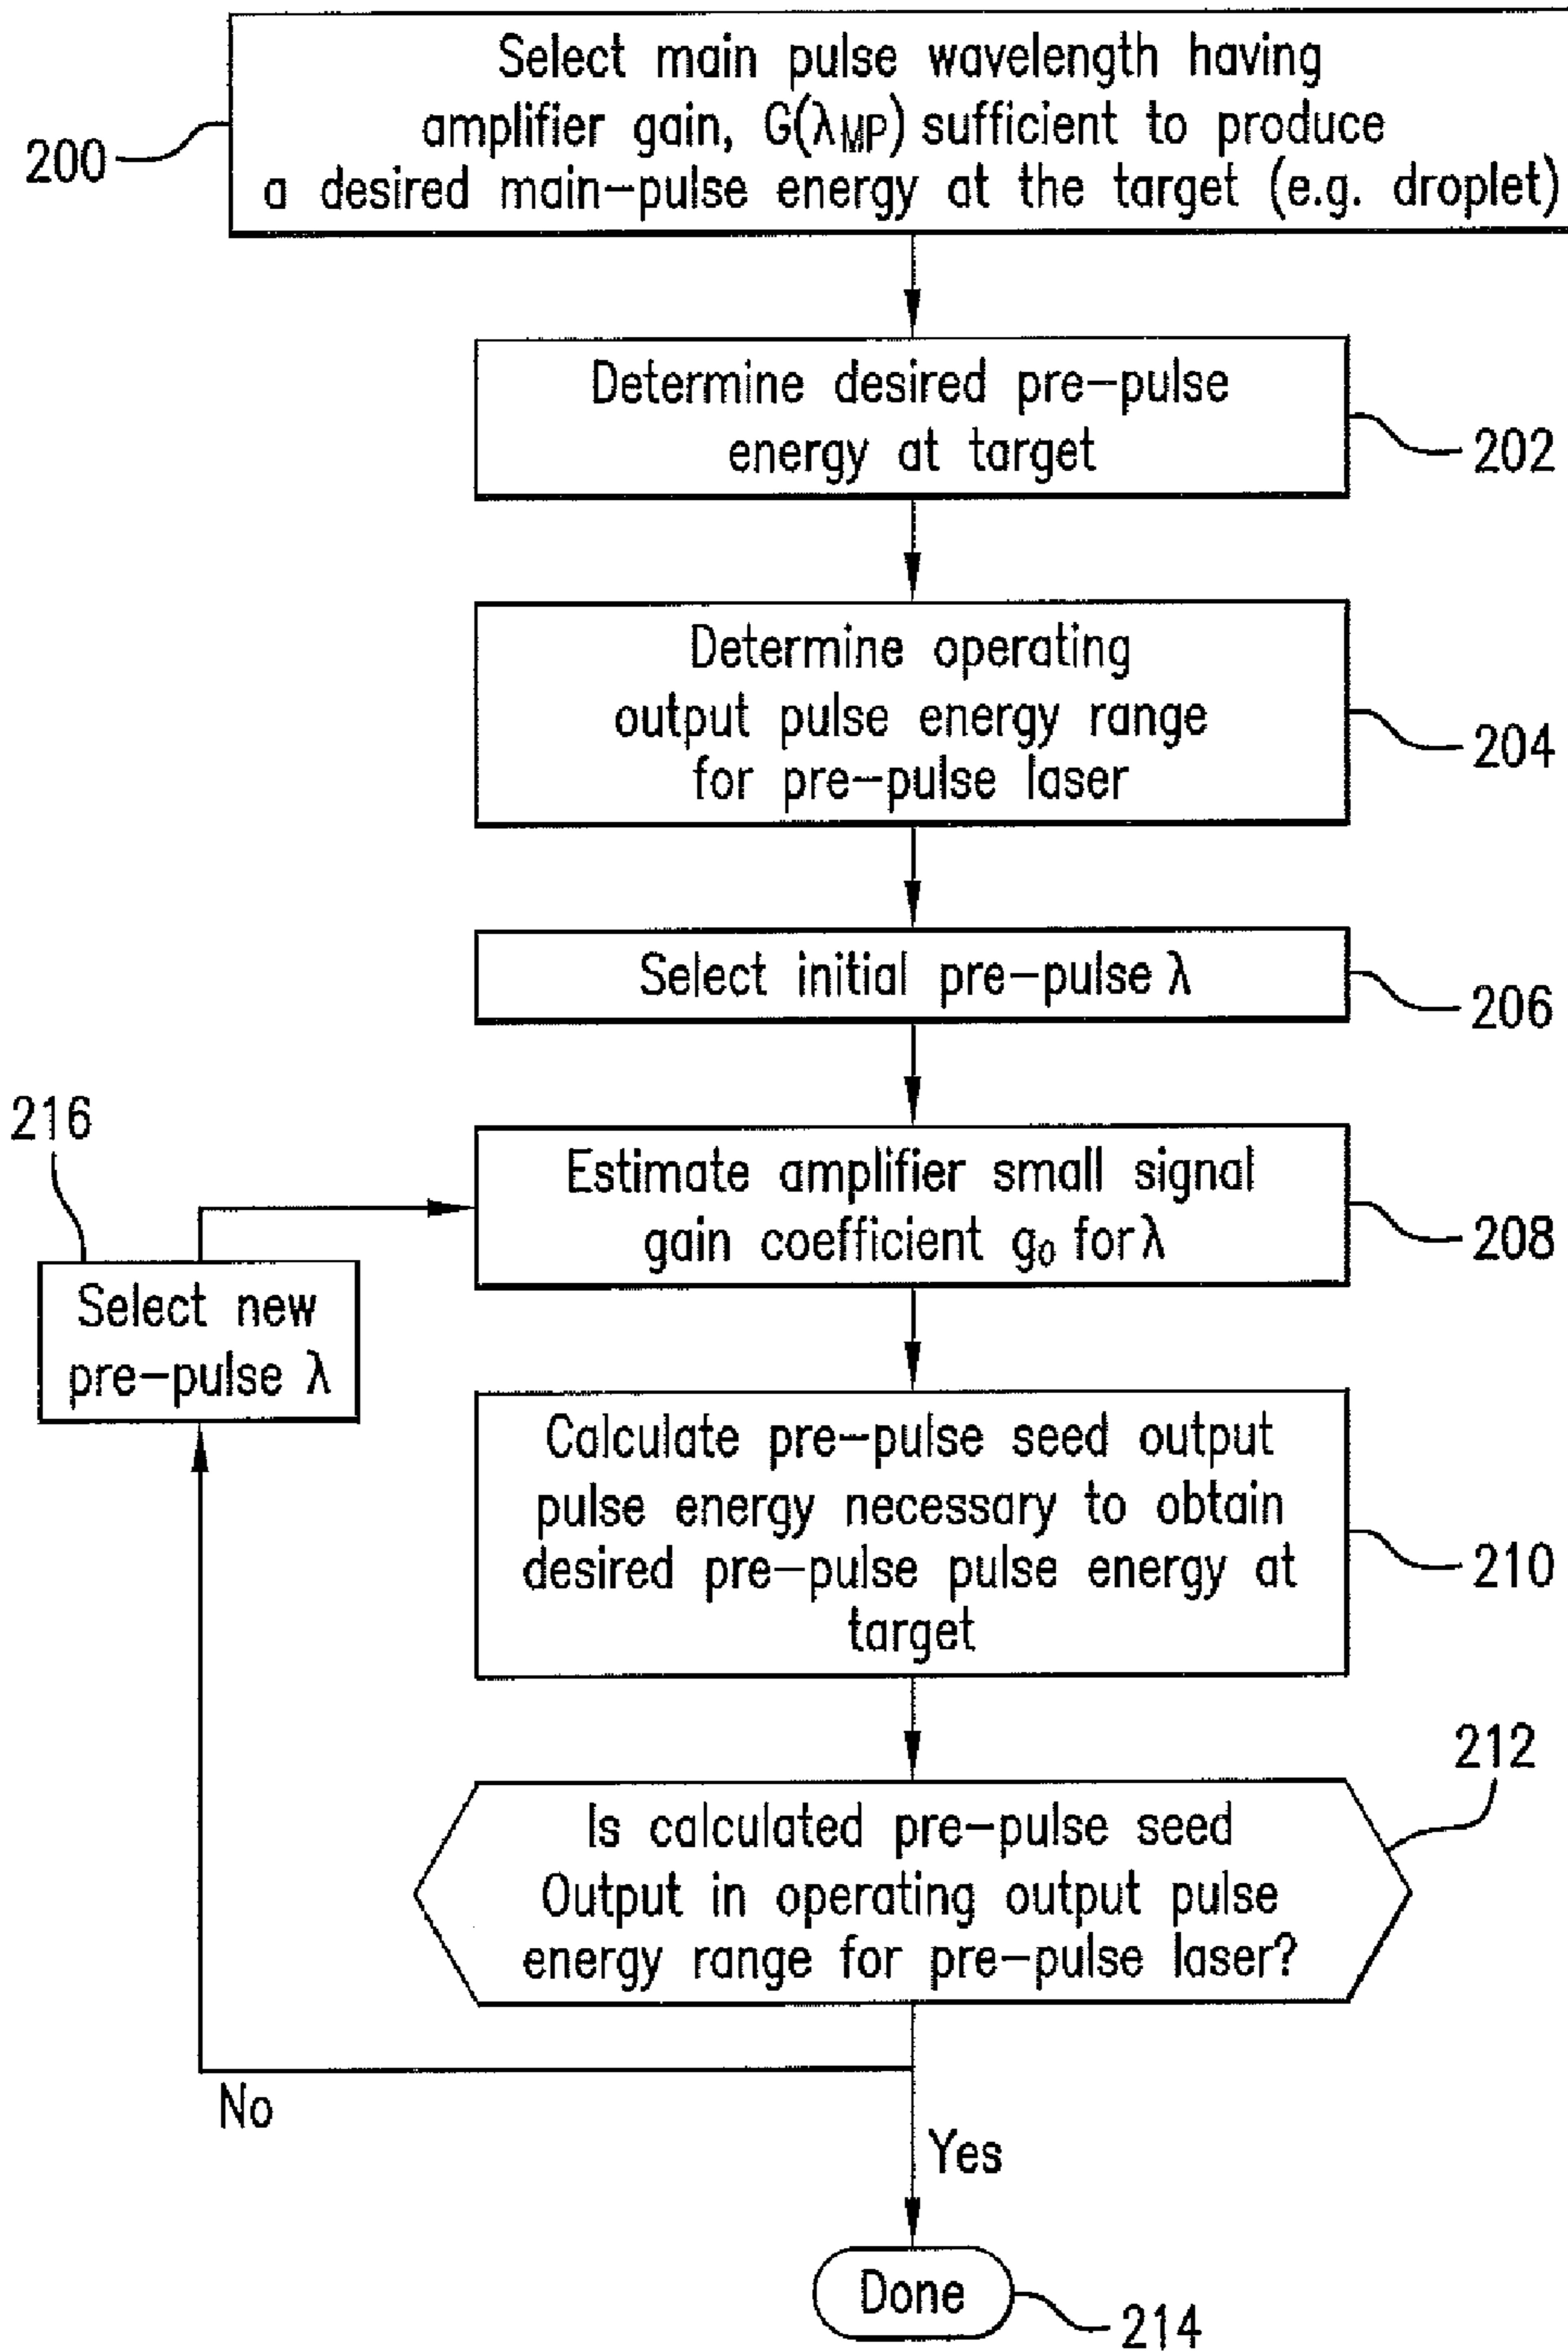 Select main pulse wavelength having
amplifier gain, G(λMP) sufficient to produce
a desired main-pulse energy at the target (e.g. droplet)
200
Determine desired pre-pulse
energy at target
202
Determine operating
output pulse energy range
for pre-pulse laser
204
Select initial pre-pulse λ
206
216
Estimate amplifier small signal
gain coefficient g₀ for λ
208
Select new
pre-pulse λ
Calculate pre-pulse seed output
pulse energy necessary to obtain
desired pre-pulse pulse energy at
target
210
212
Is calculated pre-pulse seed
Output in operating output pulse
energy range for pre-pulse laser?
No
Yes
Done
214